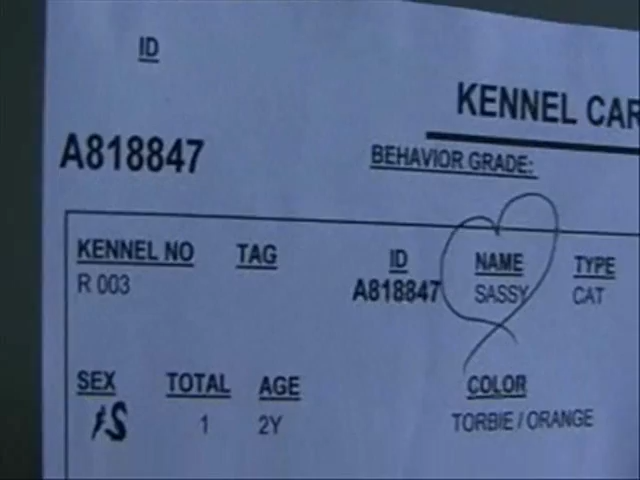 ID
KENNEL CAR
A818847
BEHAVIOR GRADE:
KENNEL NO TAG ID NAME TYPE
R 003 A818847 SASSY CAT
SEX TOTAL AGE COLOR
S 1 2Y TORBIE / ORANGE